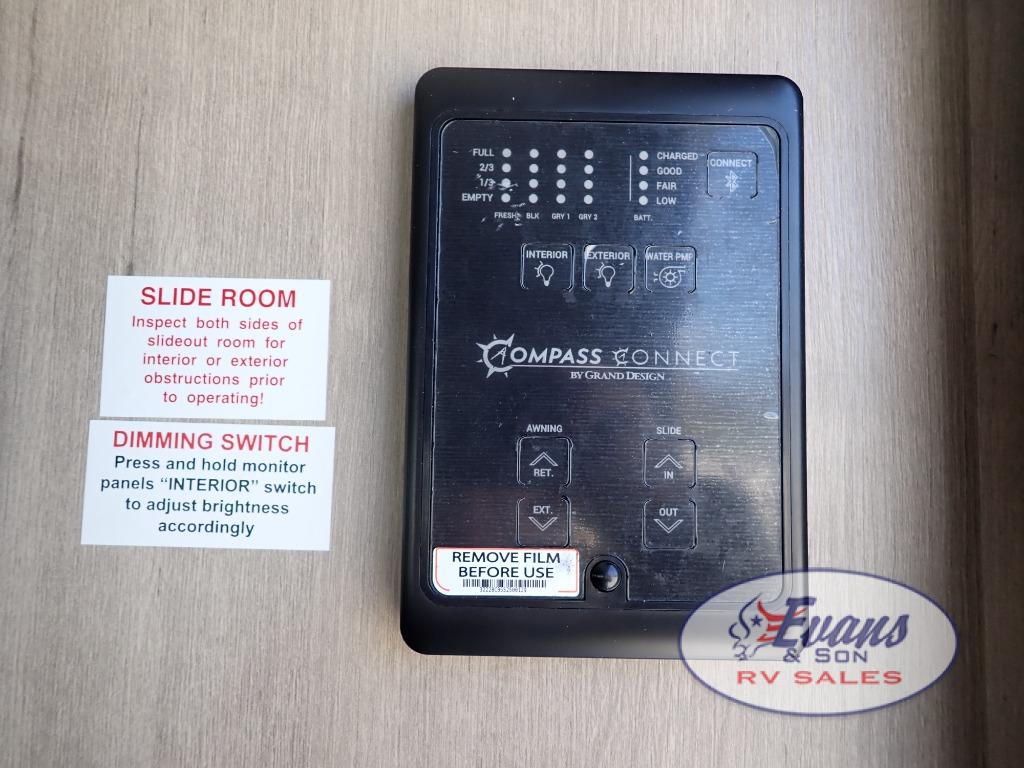 FULL
2/3
1/3
EMPTY
FRESH BLK GRY 1 GRY 2
CHARGED
GOOD
FAIR
LOW
BATT.
CONNECT
INTERIOR EXTERIOR WATER PMP
COMPASS CONNECT
BY GRAND DESIGN
AWNING SLIDE
RET. IN
EXT. OUT
REMOVE FILM
BEFORE USE
SLIDE ROOM
Inspect both sides of
slideout room for
interior or exterior
obstructions prior
to operating!
DIMMING SWITCH
Press and hold monitor
panels "INTERIOR" switch
to adjust brightness
accordingly
Evans
& SON
RV SALES